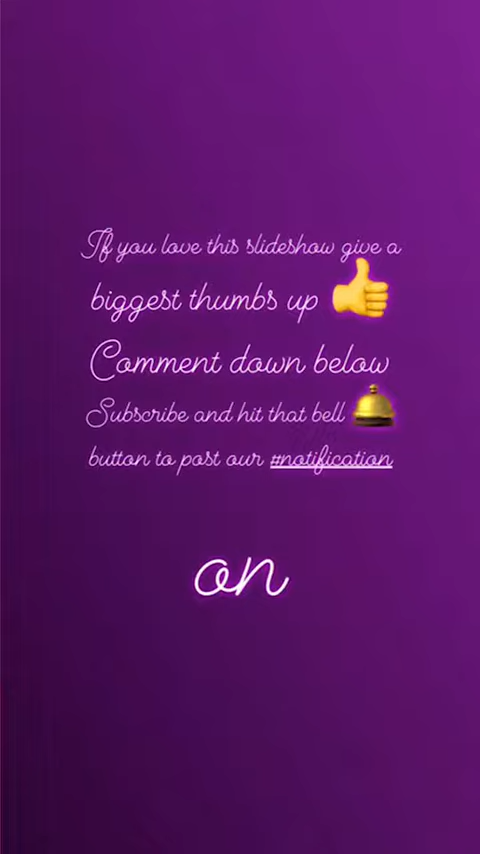 If you love this slideshow give a
biggest thumbs up 👍
Comment down below
Subscribe and hit that bell 🛎️
button to post our #notification
on